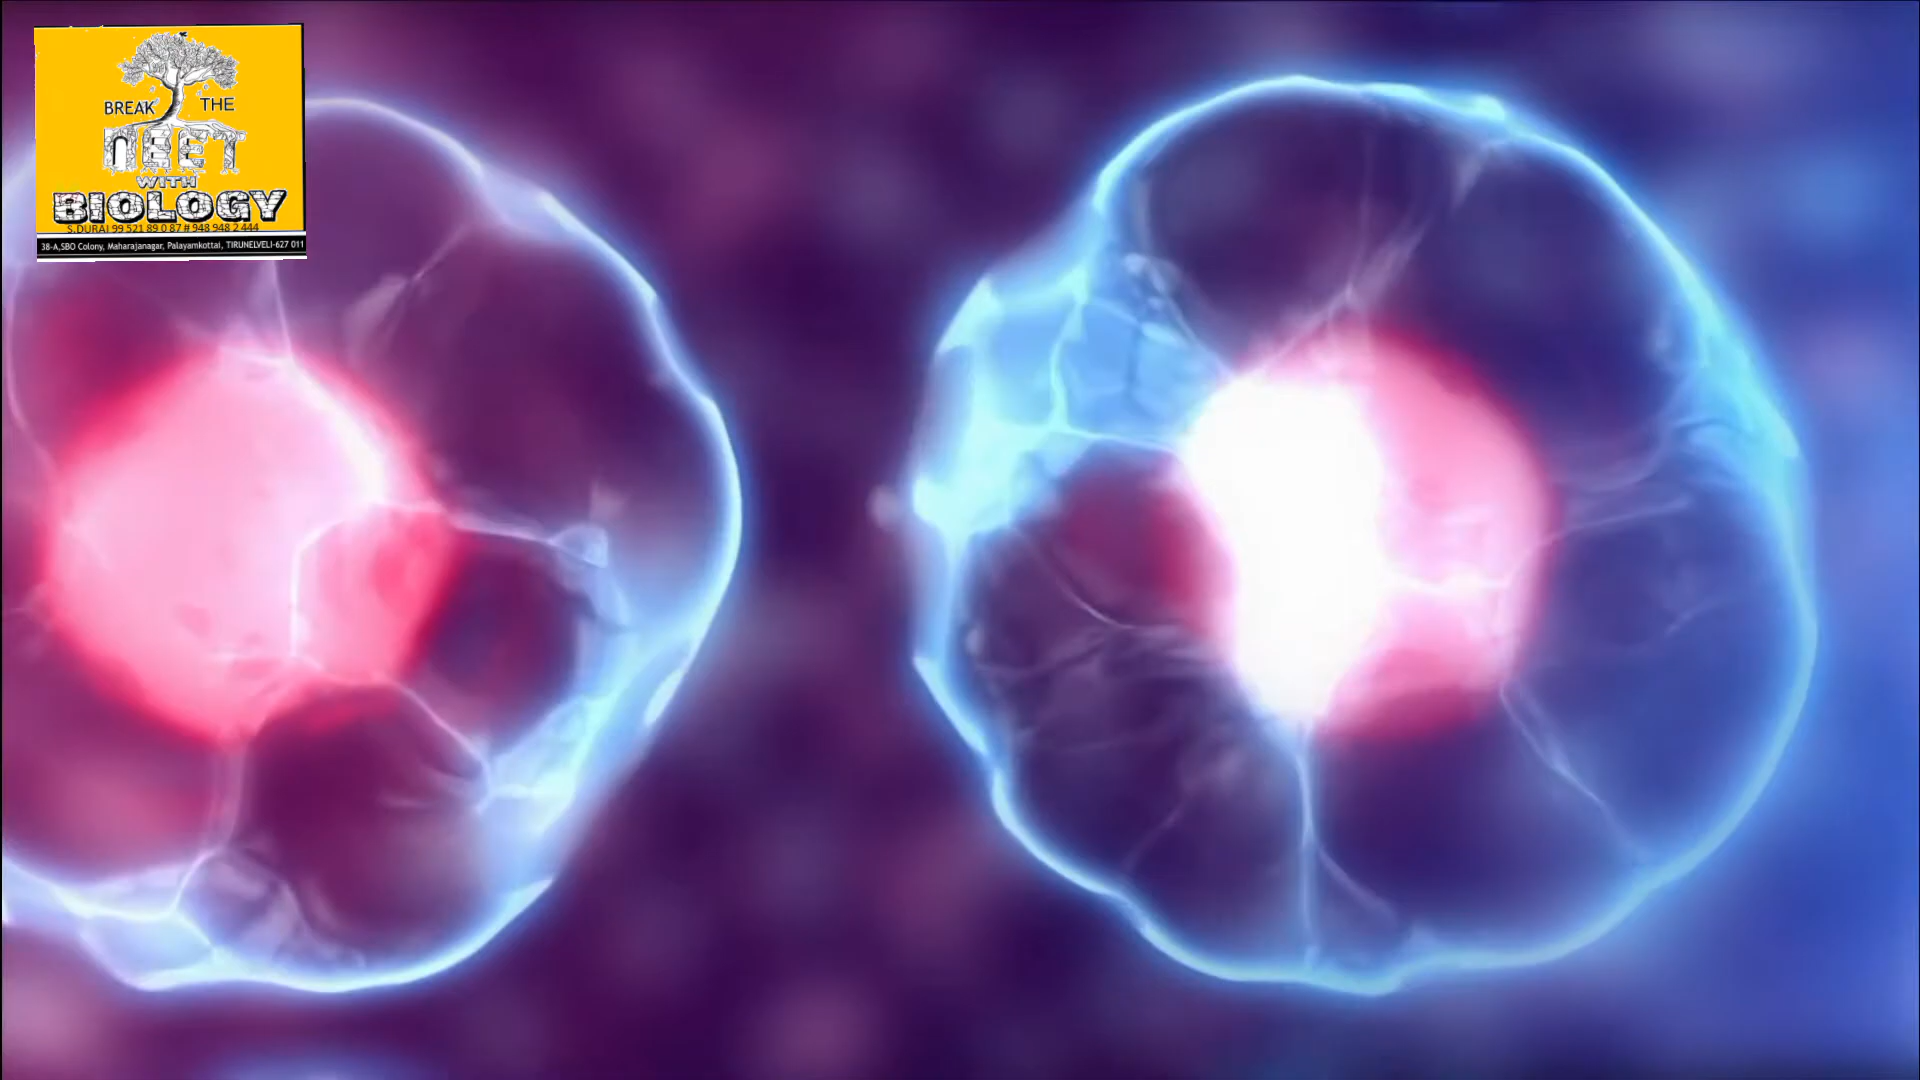 BREAK THE
NEET
WITH
BIOLOGY
S.DURAI 99 521 89 0 87 # 948 948 2 444
38-A,SBO Colony, Maharajanagar, Palayamkottai, TIRUNELVELI-627 011